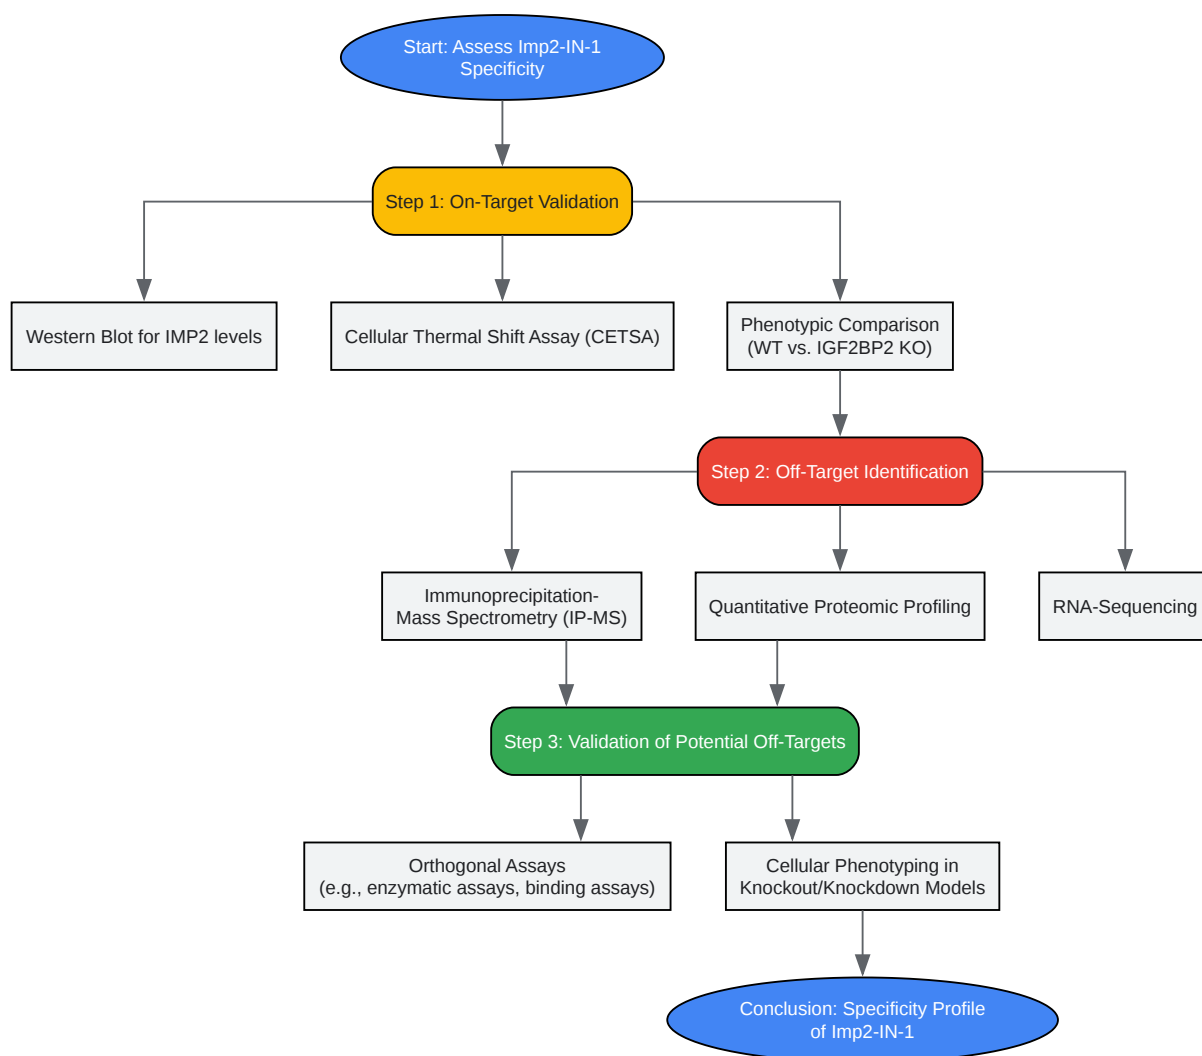 Start: Assess Imp2-IN-1
Specificity
Step 1: On-Target Validation
Western Blot for IMP2 levels
Cellular Thermal Shift Assay (CETSA)
Phenotypic Comparison
(WT vs. IGF2BP2 KO)
Step 2: Off-Target Identification
Immunoprecipitation-
Mass Spectrometry (IP-MS)
Quantitative Proteomic Profiling
RNA-Sequencing
Step 3: Validation of Potential Off-Targets
Orthogonal Assays
(e.g., enzymatic assays, binding assays)
Cellular Phenotyping in
Knockout/Knockdown Models
Conclusion: Specificity Profile
of Imp2-IN-1